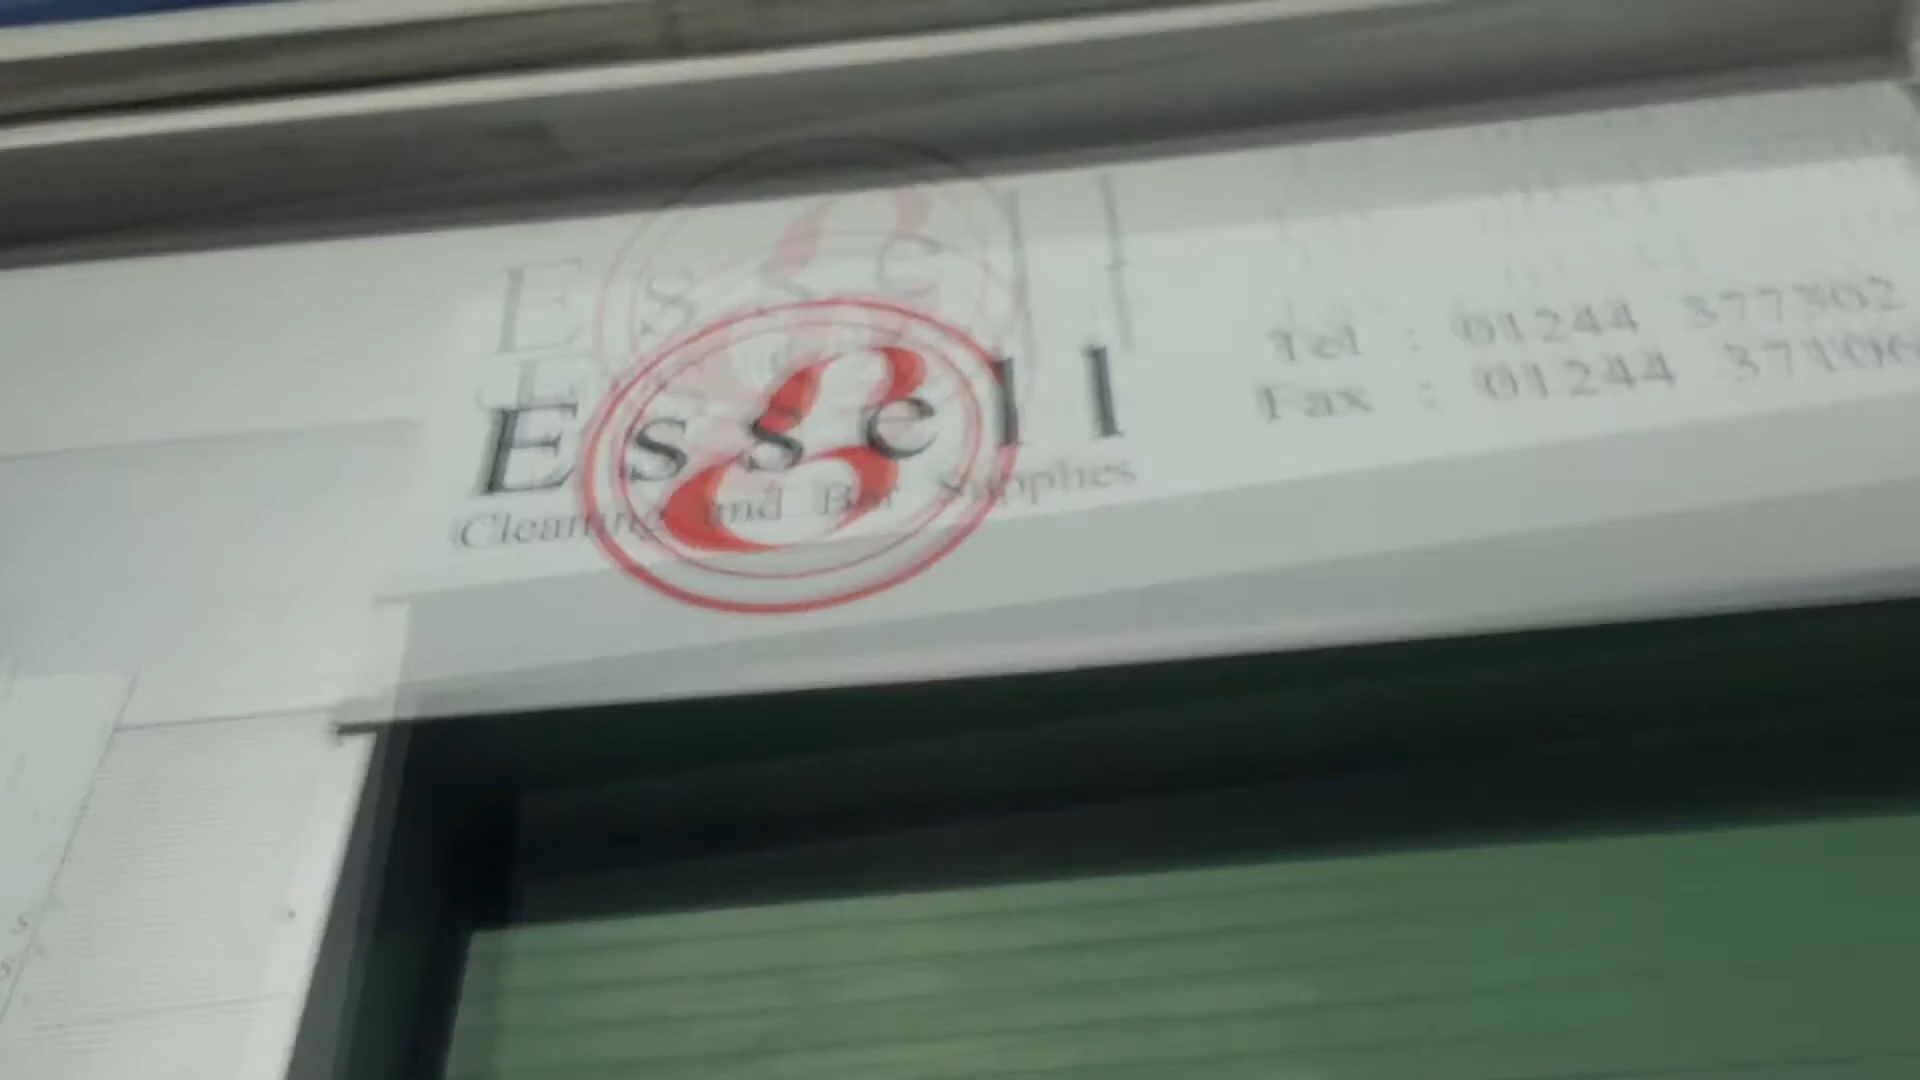 Essell
Cleaning and Bar Supplies
Tel : 01244 377302
Fax : 01244